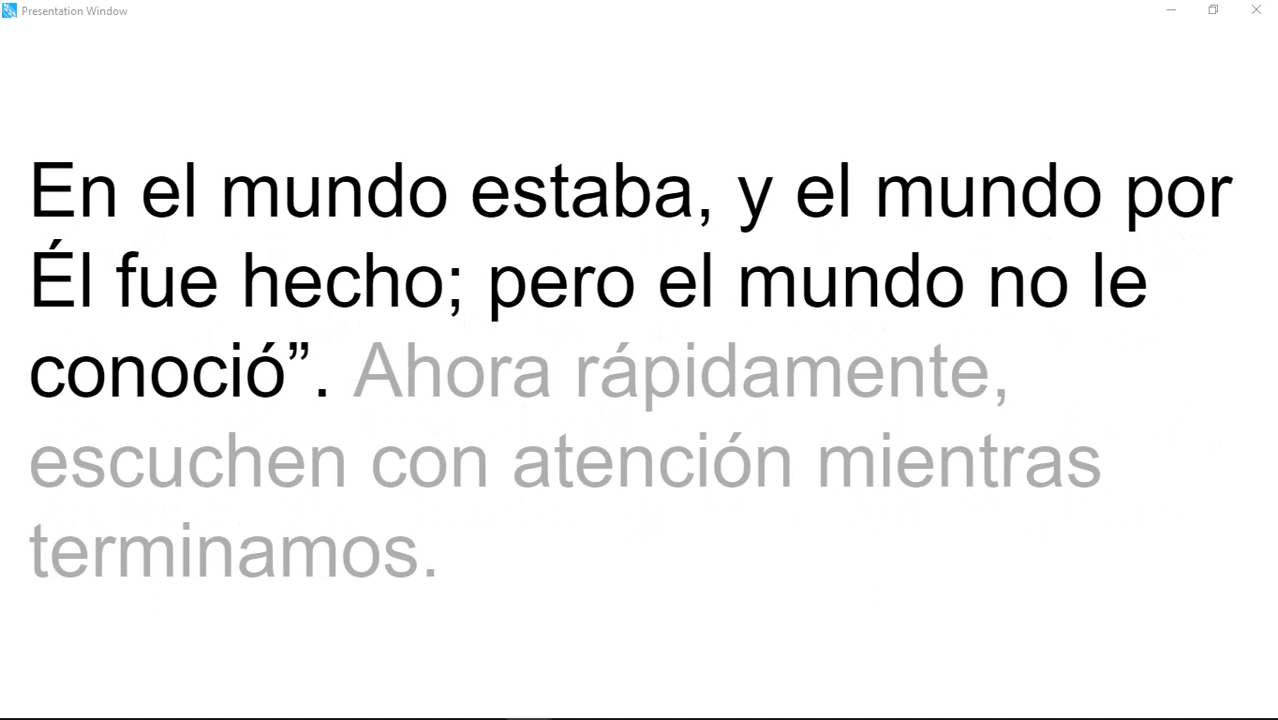 Presentation Window
En el mundo estaba, y el mundo por
Él fue hecho; pero el mundo no le
conoció”. Ahora rápidamente,
escuchen con atención mientras
terminamos.